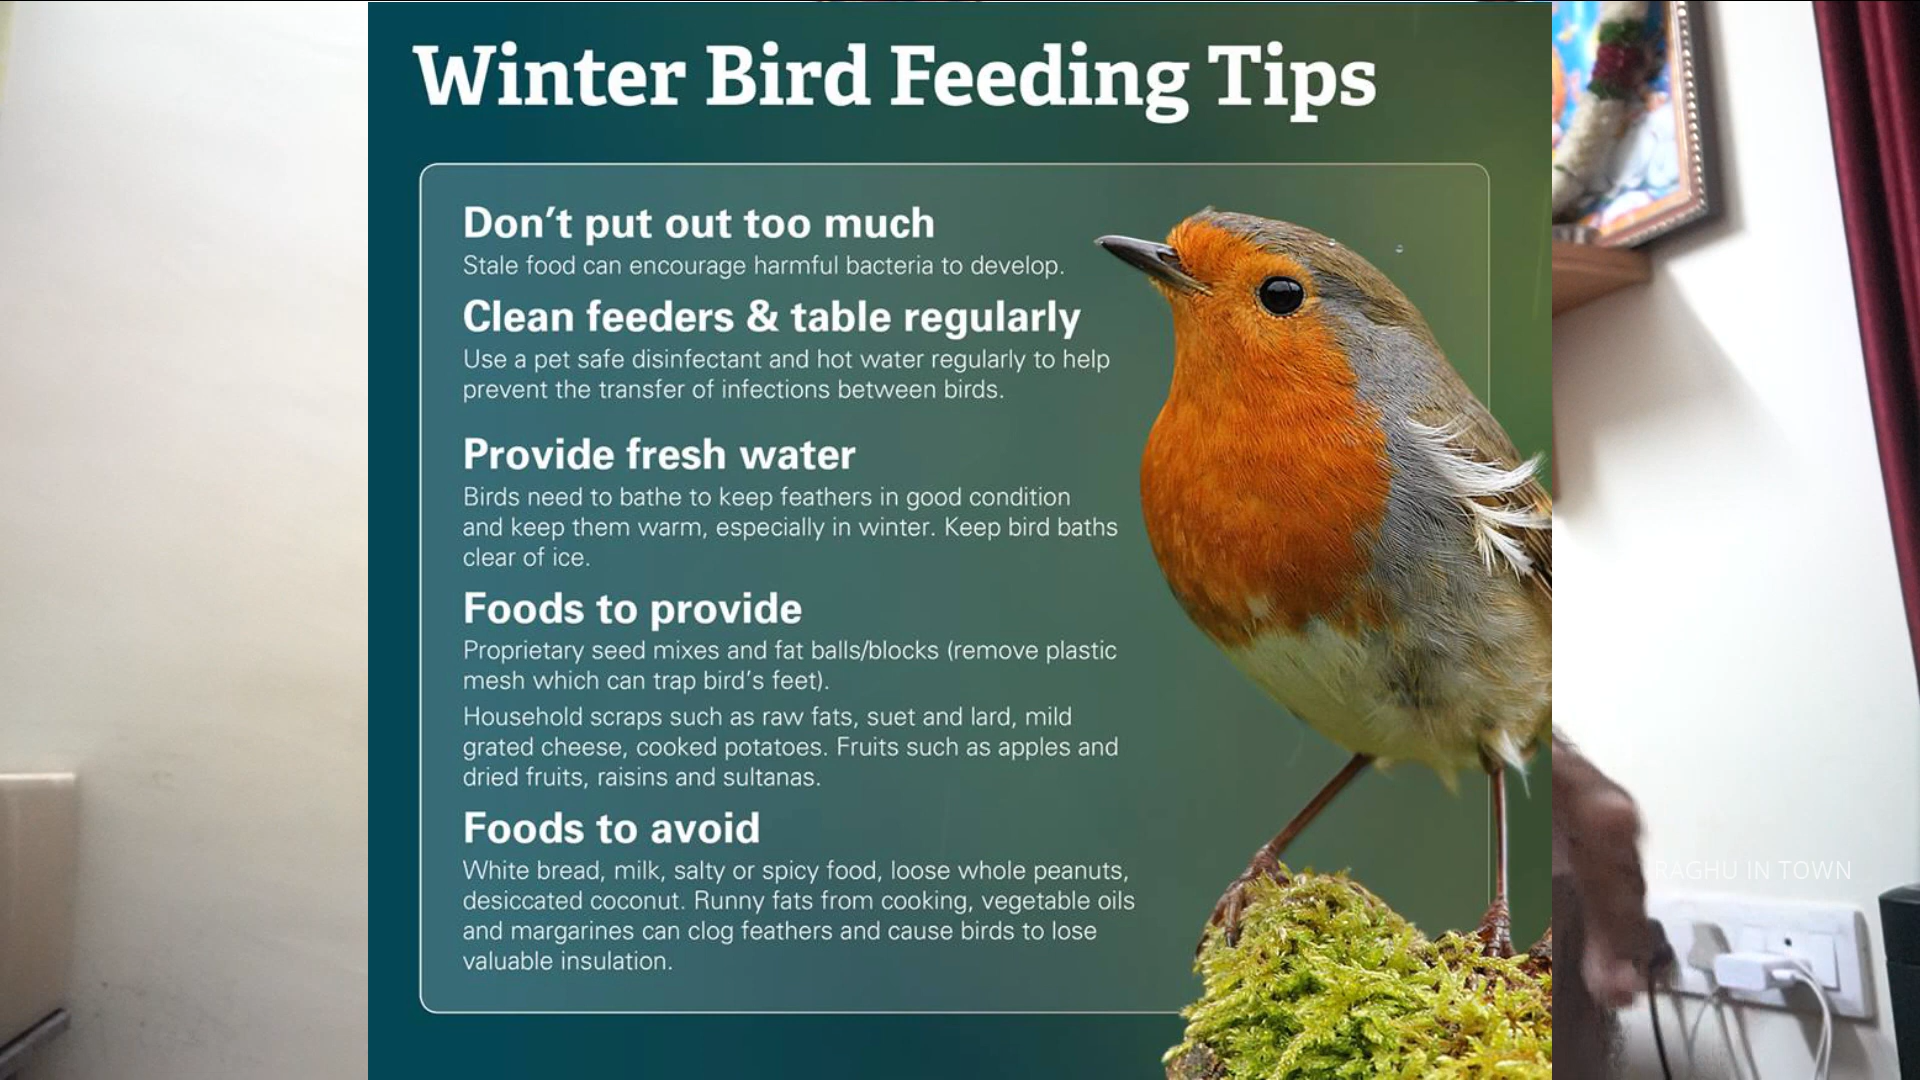 Winter Bird Feeding Tips
Don't put out too much
Stale food can encourage harmful bacteria to develop.
Clean feeders & table regularly
Use a pet safe disinfectant and hot water regularly to help
prevent the transfer of infections between birds.
Provide fresh water
Birds need to bathe to keep feathers in good condition
and keep them warm, especially in winter. Keep bird baths
clear of ice.
Foods to provide
Proprietary seed mixes and fat balls/blocks (remove plastic
mesh which can trap bird's feet).
Household scraps such as raw fats, suet and lard, mild
grated cheese, cooked potatoes. Fruits such as apples and
dried fruits, raisins and sultanas.
Foods to avoid
White bread, milk, salty or spicy food, loose whole peanuts,
desiccated coconut. Runny fats from cooking, vegetable oils
and margarines can clog feathers and cause birds to lose
valuable insulation.
RAGHU IN TOWN